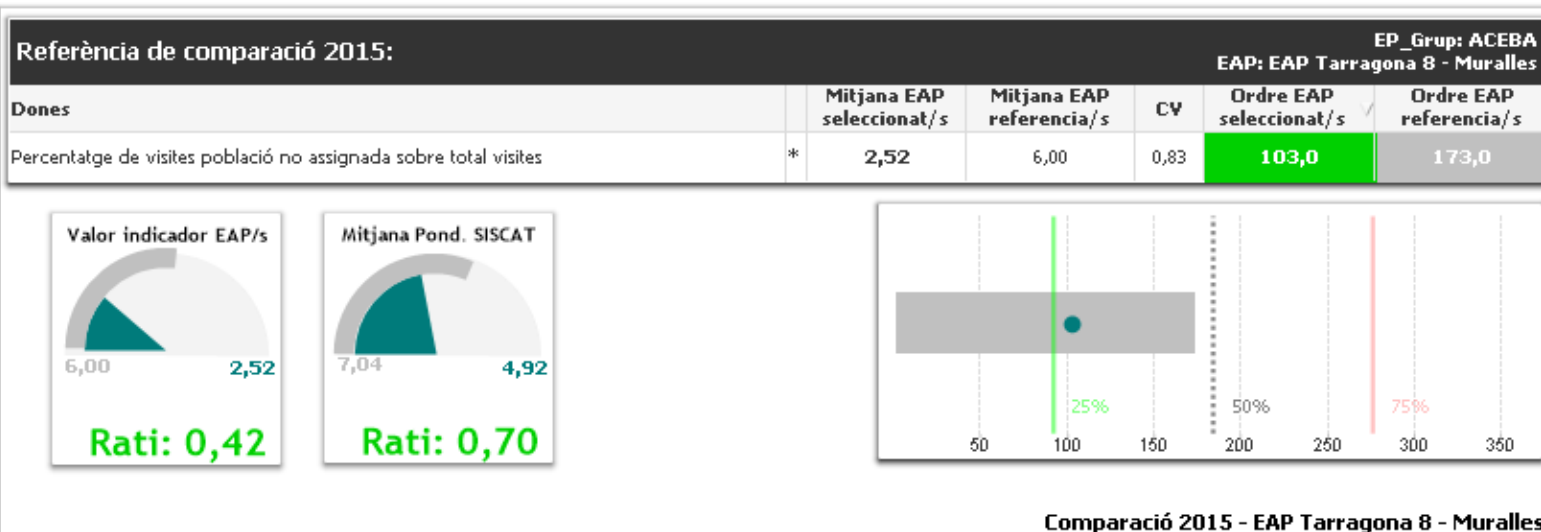 Referència de comparació 2015:
EP_Grup: ACEBA
EAP: EAP Tarragona 8 - Muralles
Dones
Mitjana EAP seleccionat/s
Mitjana EAP referencia/s
CV
Ordre EAP seleccionat/s
Ordre EAP referencia/s
Percentatge de visites població no assignada sobre total visites * 2,52 6,00 0,83 103,0 173,0
Valor indicador EAP/s
6,00 2,52
Rati: 0,42
Mitjana Pond. SISCAT
7,04 4,92
Rati: 0,70
25% 50% 75%
50 100 150 200 250 300 350
Comparació 2015 - EAP Tarragona 8 - Muralles